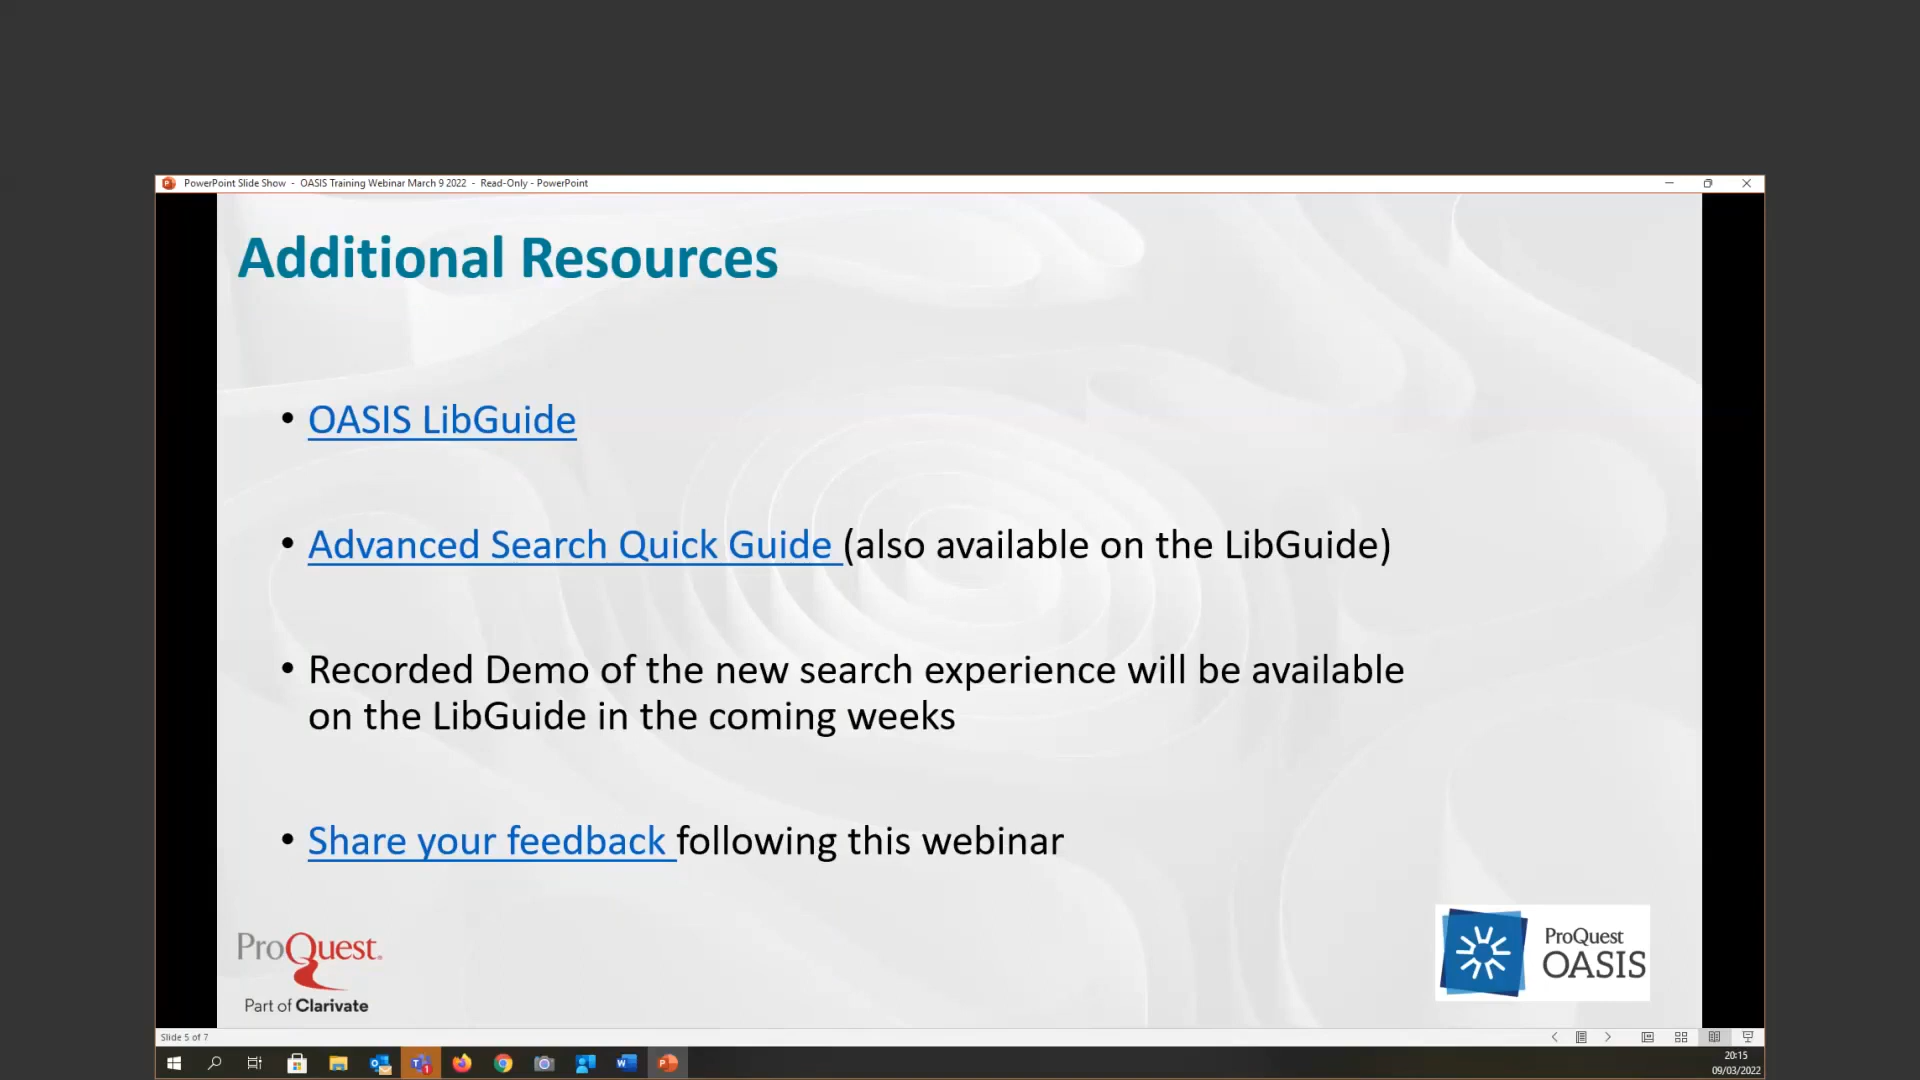 PowerPoint Slide Show - OASIS Training Webinar March 9 2022 - Read-Only - PowerPoint
Additional Resources
• OASIS LibGuide
• Advanced Search Quick Guide (also available on the LibGuide)
• Recorded Demo of the new search experience will be available
on the LibGuide in the coming weeks
• Share your feedback following this webinar
ProQuest
Part of Clarivate
ProQuest
OASIS
Slide 5 of 7
20:15
09/03/2022